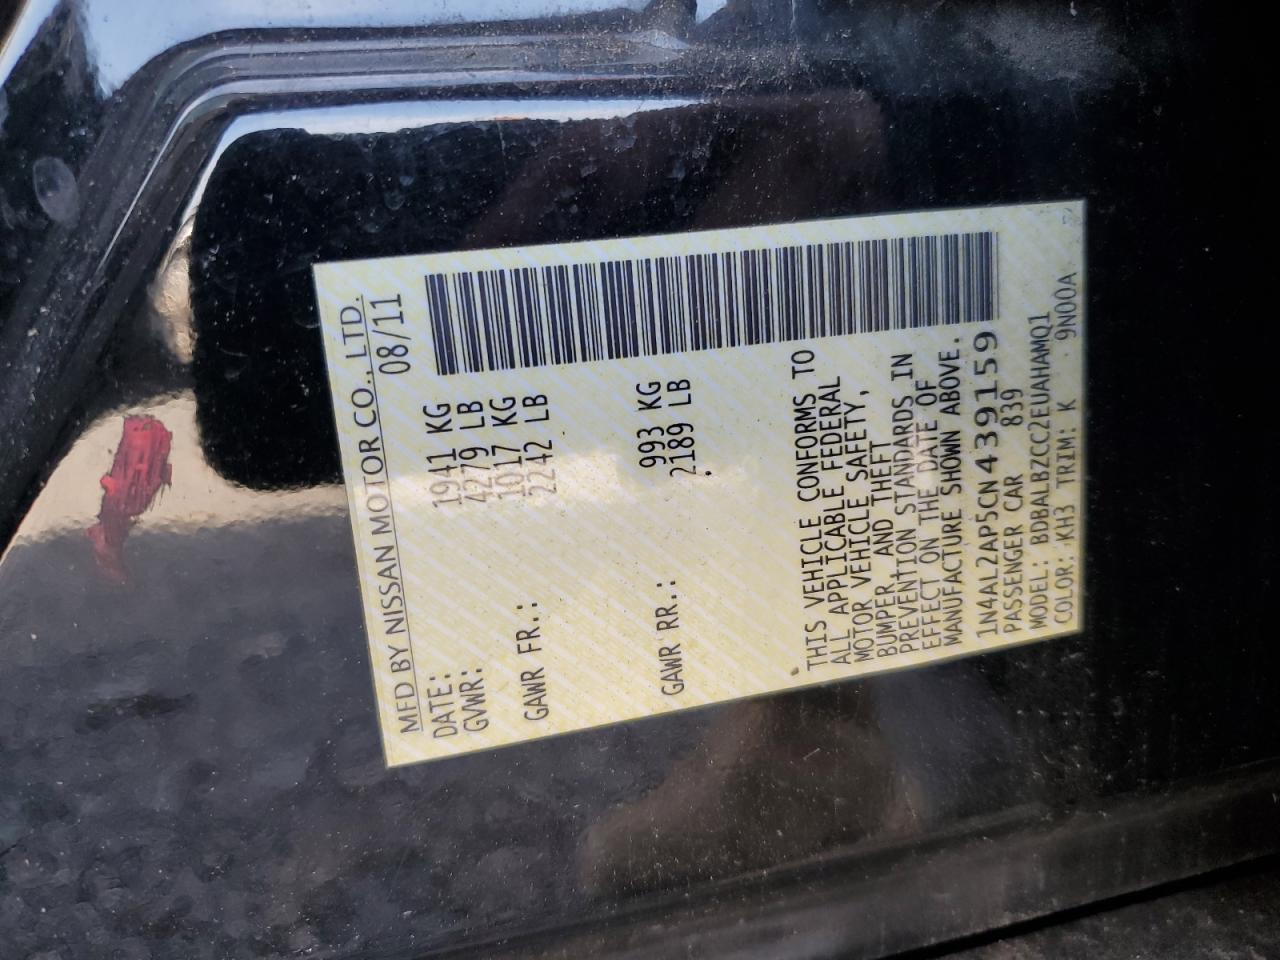 MFD BY NISSAN MOTOR CO., LTD.
DATE: 08/11
GVWR: 1941 KG
4279 LB
GAWR FR.: 1017 KG
2242 LB
GAWR RR.: 993 KG
2189 LB
THIS VEHICLE CONFORMS TO
ALL APPLICABLE FEDERAL
MOTOR VEHICLE SAFETY,
BUMPER, AND THEFT
PREVENTION STANDARDS IN
EFFECT ON THE DATE OF
MANUFACTURE SHOWN ABOVE.
1N4AL2AP5CN439159
PASSENGER CAR 839
MODEL: BDBALBZCC2EUAHAMQ1
COLOR: KH3 TRIM: K 9N00A